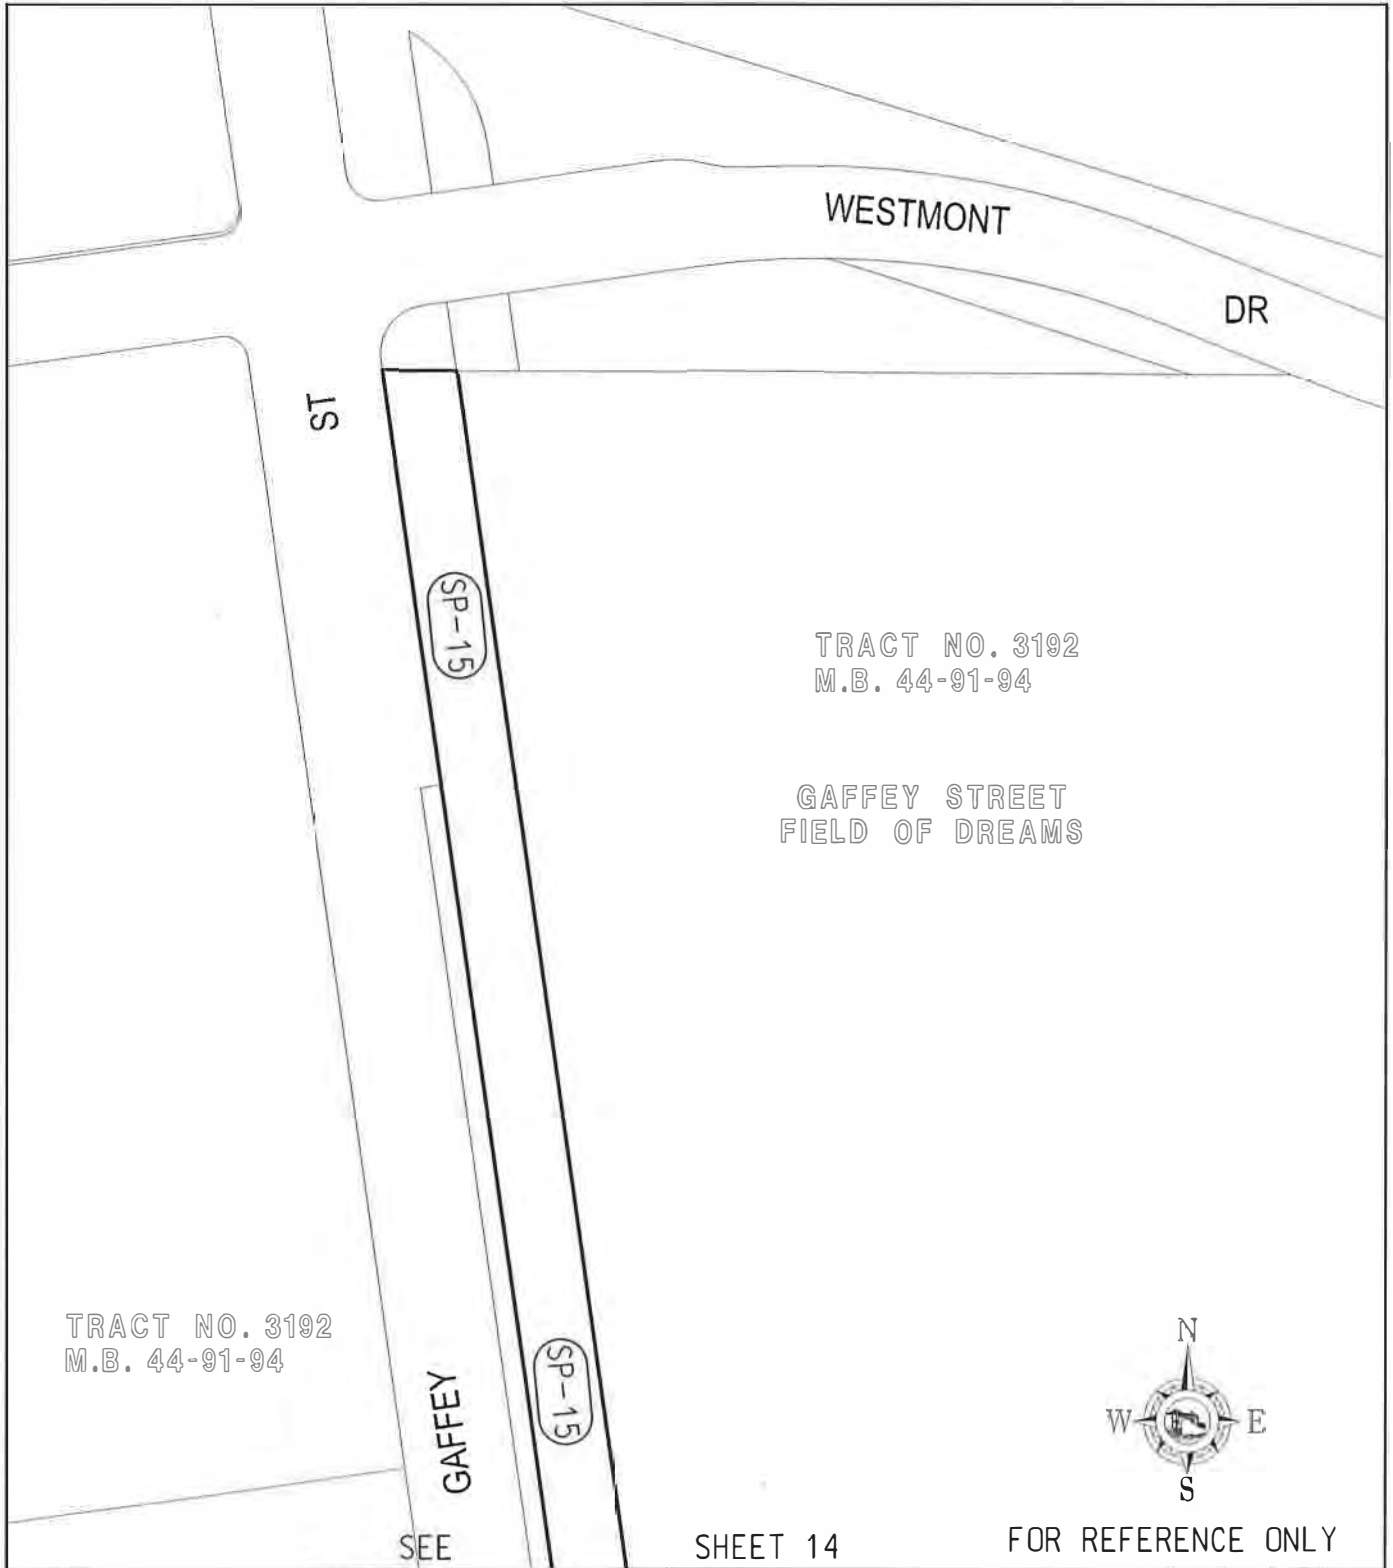 WESTMONT
DR
ST
SP-15
TRACT NO. 3192
M.B. 44-91-94
GAFFEY STREET
FIELD OF DREAMS
TRACT NO. 3192
M.B. 44-91-94
GAFFEY
SP-15
N
W E
S
SEE SHEET 14
FOR REFERENCE ONLY